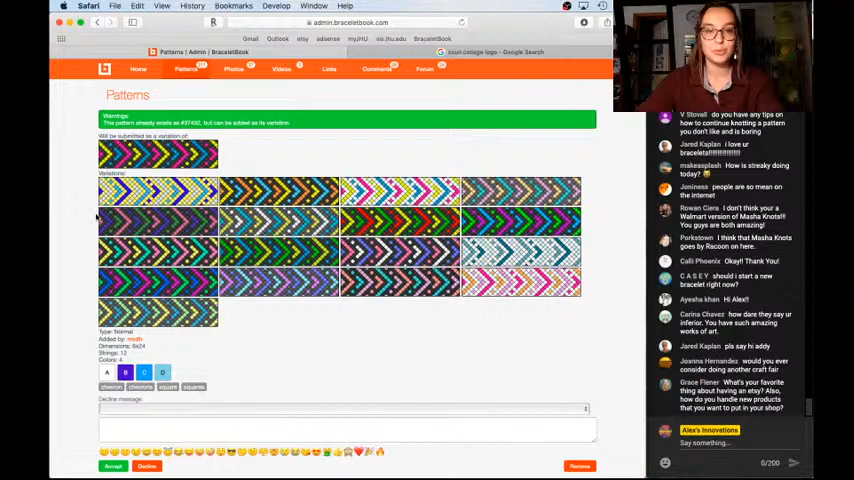 Safari File Edit View History Bookmarks Develop Window Help
admin.braceletbook.com
Gmail Outlook etsy adsense myJHU sis.jhu.edu BraceletBook
Patterns | Admin | BraceletBook
csun collage logo - Google Search
Home Patterns Photos Videos Links Comments Forum
Patterns
Warnings:
This pattern already exists as #37432, but can be added as its variation
Will be submitted as a variation of:
Variations:
Type: Normal
Added by:
Dimensions: 6x24
Strings: 12
Colors: 4
A B C D
chevron chevrons square squares
Decline message:
Accept Decline Remove
V Stovall do you have any tips on
how to continue knotting a pattern
you don't like and is boring
Jared Kaplan i love ur
bracelets!!!!!!!!!!!!!!!!!!
makeasplash How is streaky doing
today?
Joniness people are so mean on
the internet
Rowan Ciera I don't think your a
Walmart version of Masha Knots!!!
You guys are both amazing!
Porkstown I think that Masha
Knots goes by Racoon on here.
Calli Phoenix Okay!! Thank You!
C A S E Y should i start a new
bracelet right now?
Ayesha khan Hi Alex!!
Carina Chavez how dare they say ur
inferior. You have such amazing
works of art.
Jared Kaplan pls say hi addy
Joanna Hernandez would you ever
consider doing another craft fair
Grace Flener What's your favorite
thing about having an etsy? Also,
how do you handle new products
that you want to put in your shop?
Alex's Innovations
Say something...
0/200